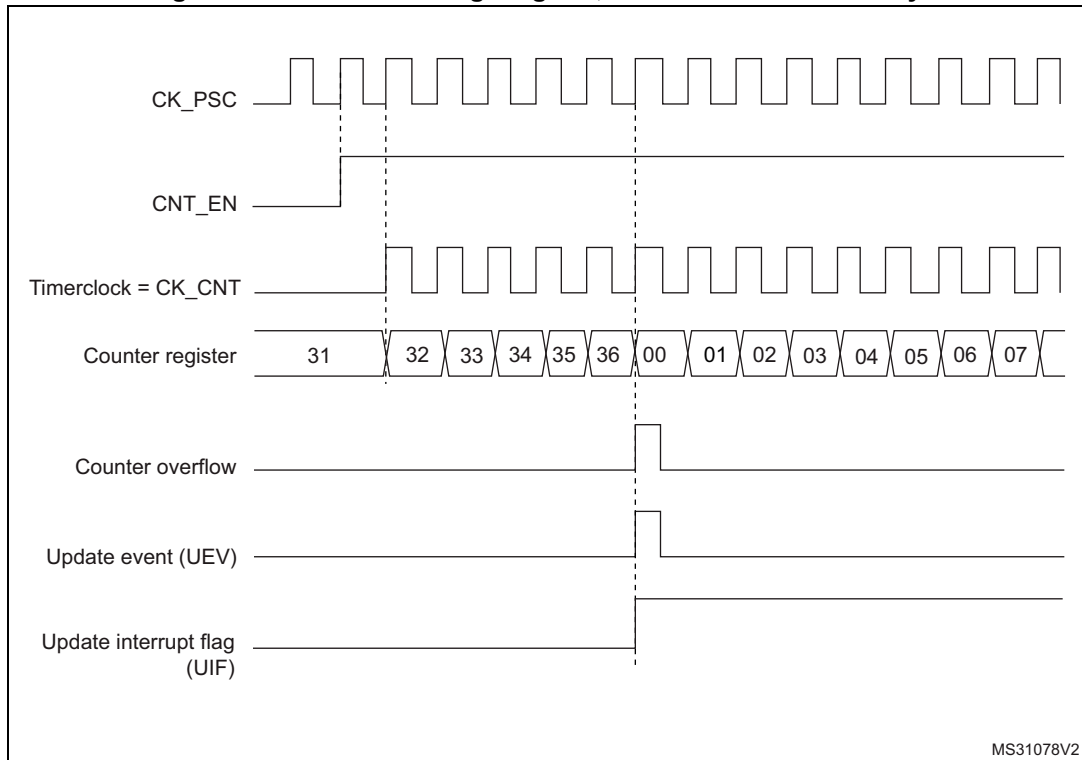 CK_PSC
CNT_EN
Timerclock = CK_CNT
Counter register 31 32 33 34 35 36 00 01 02 03 04 05 06 07
Counter overflow
Update event (UEV)
Update interrupt flag
(UIF)
MS31078V2